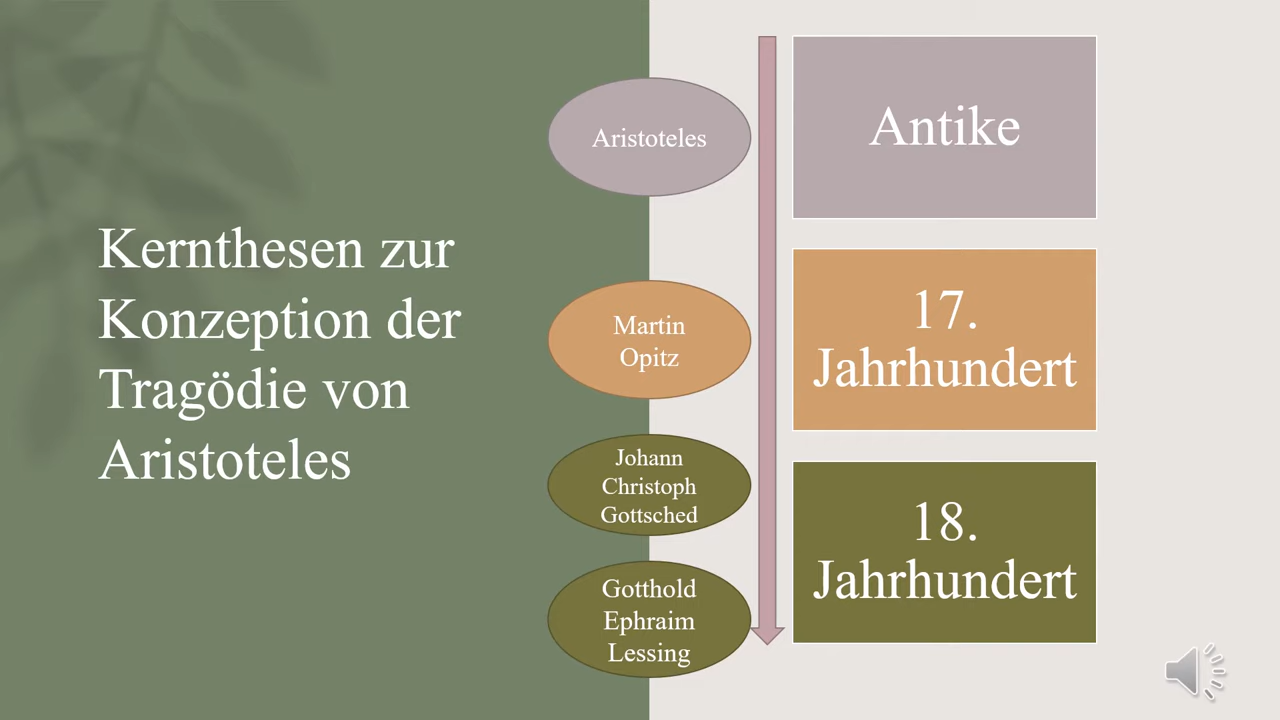 Kernthesen zur
Konzeption der
Tragödie von
Aristoteles
Aristoteles
Martin
Opitz
Johann
Christoph
Gottsched
Gotthold
Ephraim
Lessing
Antike
17.
Jahrhundert
18.
Jahrhundert